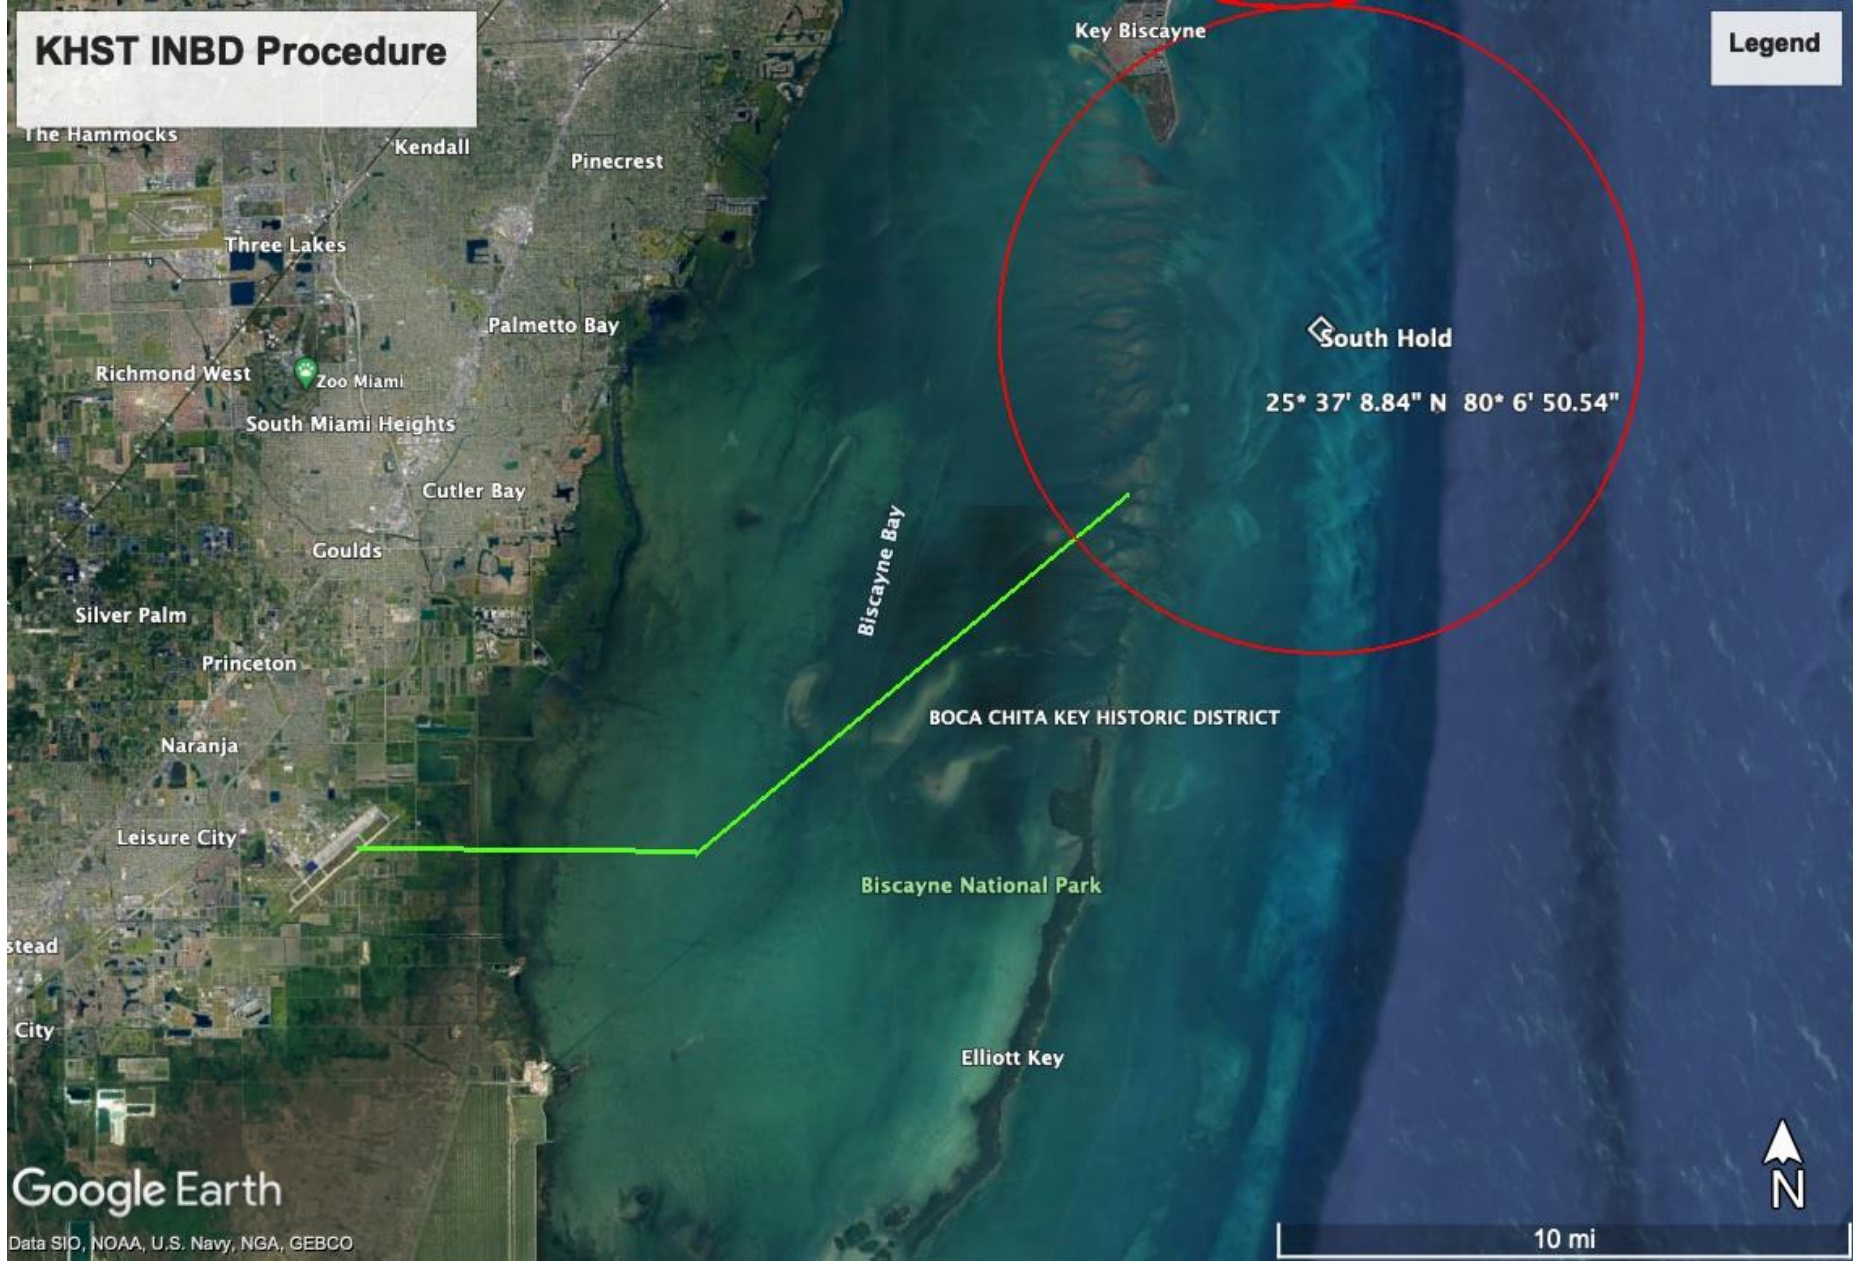 KHST INBD Procedure
Legend
Key Biscayne
The Hammocks
Kendall
Pinecrest
Three Lakes
Palmetto Bay
South Hold
Richmond West
Zoo Miami
25* 37' 8.84" N 80* 6' 50.54"
South Miami Heights
Cutler Bay
Goulds
Biscayne Bay
Silver Palm
Princeton
BOCA CHITA KEY HISTORIC DISTRICT
Naranja
Leisure City
Biscayne National Park
stead
City
Elliott Key
Google Earth
N
Data SIO, NOAA, U.S. Navy, NGA, GEBCO
10 mi